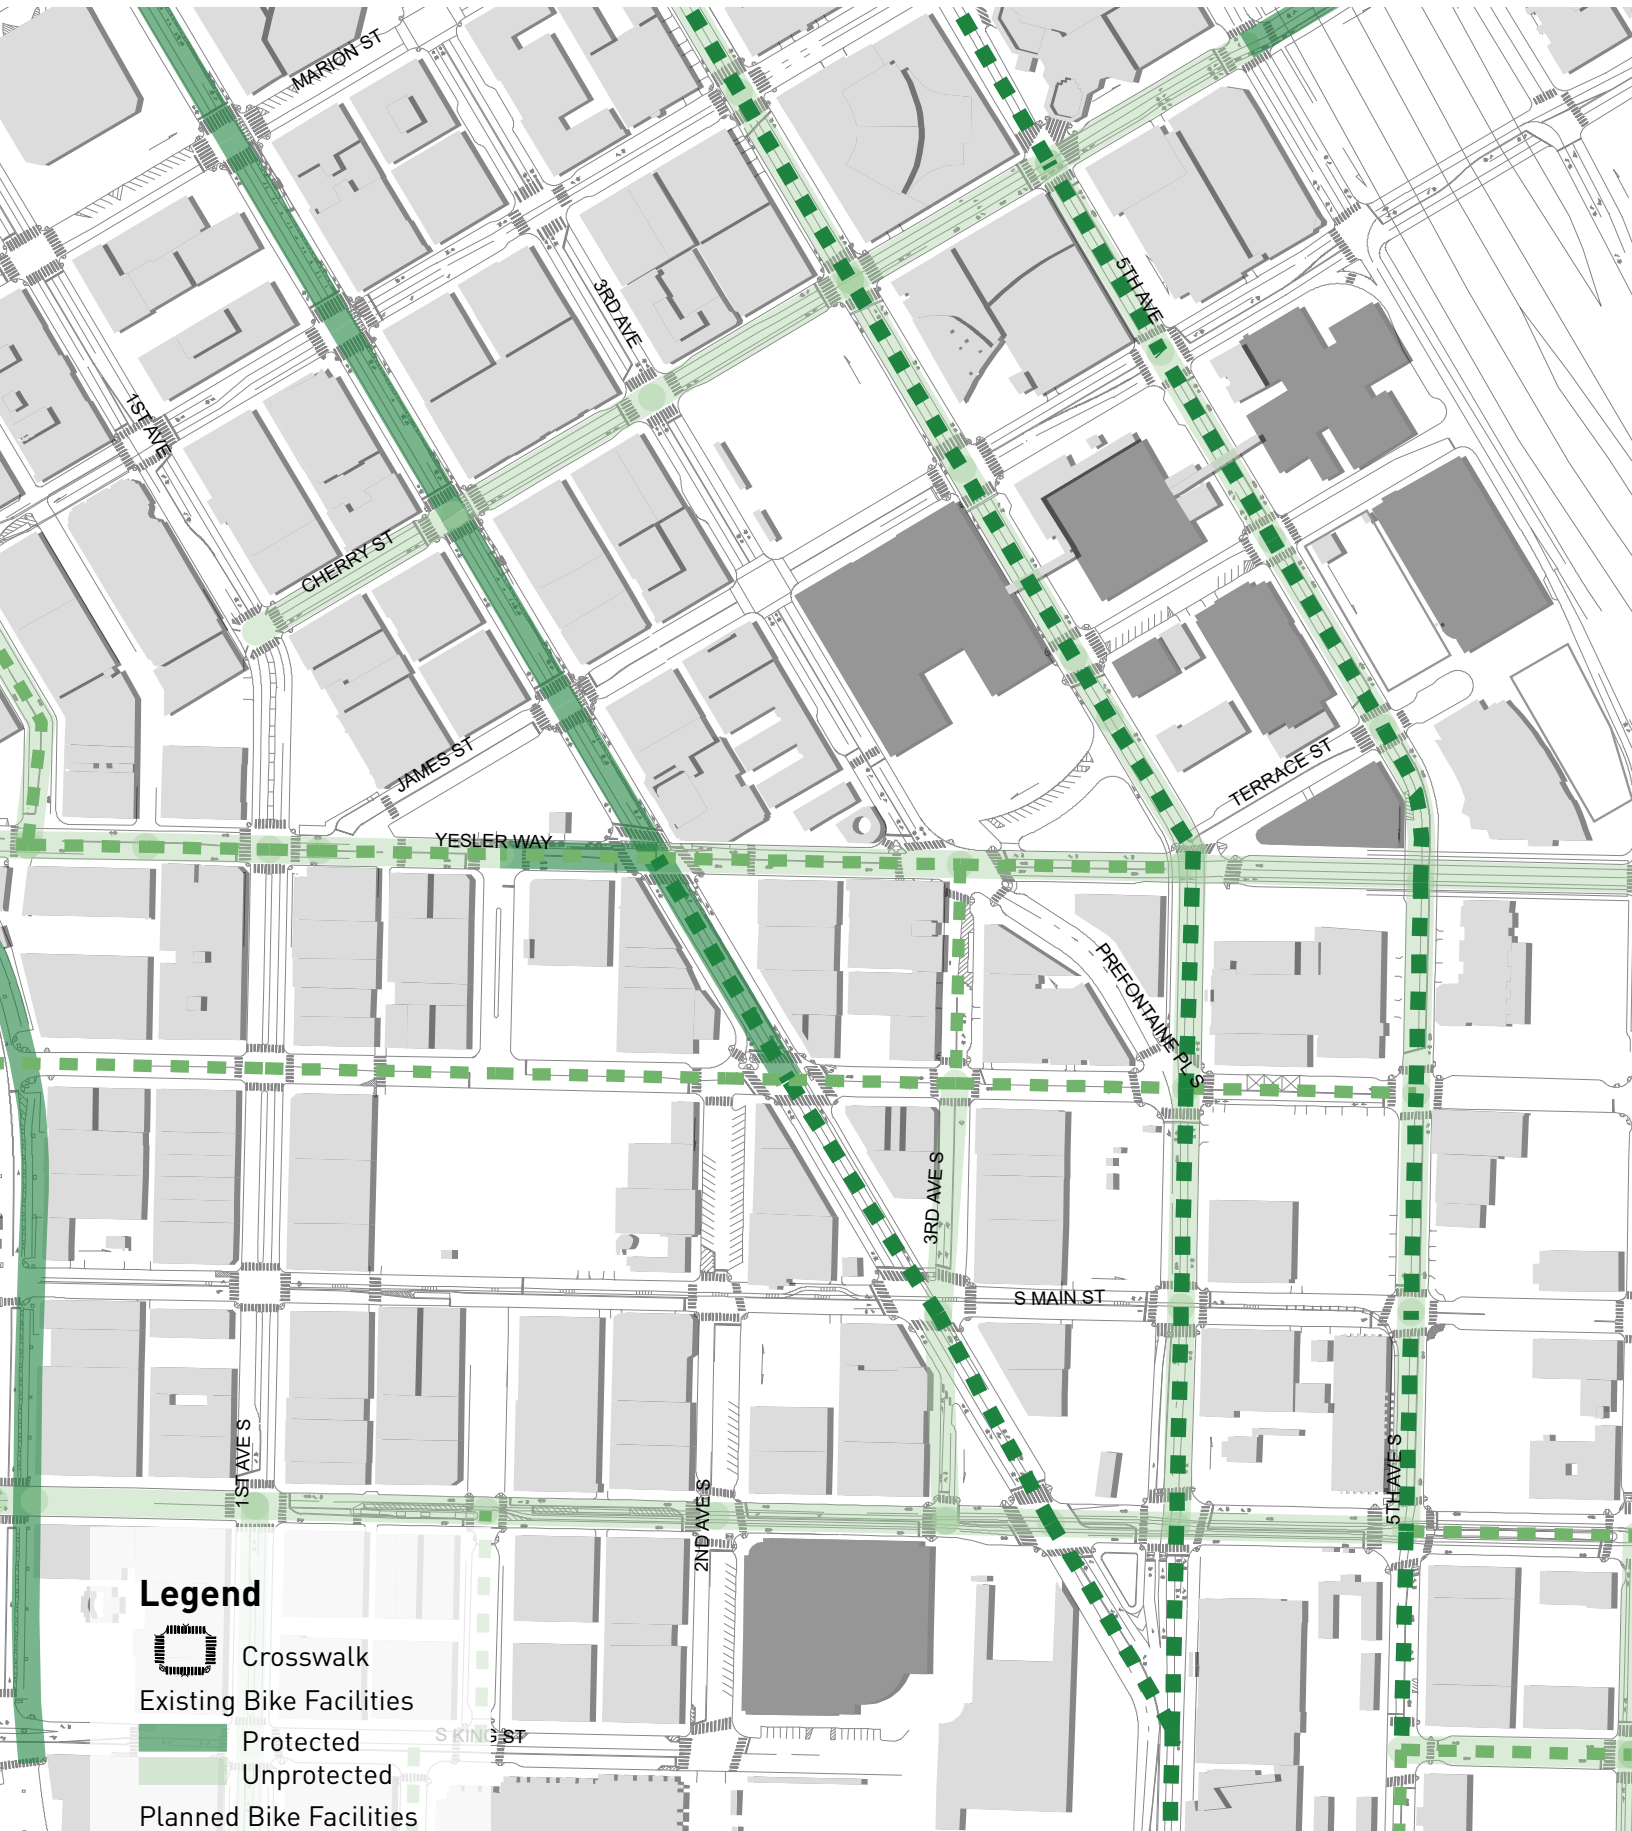 MARION ST
3RD AVE
5TH AVE
1ST AVE
CHERRY ST
JAMES ST
TERRACE ST
YESLER WAY
PREFONTAINE PL S
3RD AVE S
S MAIN ST
1ST AVE S
2ND AVE S
5TH AVE S
S KING ST
Legend
Crosswalk
Existing Bike Facilities
Protected
Unprotected
Planned Bike Facilities